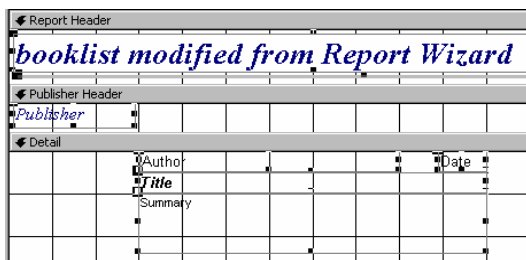 Report Header
booklist modified from Report Wizard
Publisher Header
Publisher
Detail
Author Date
Title
Summary